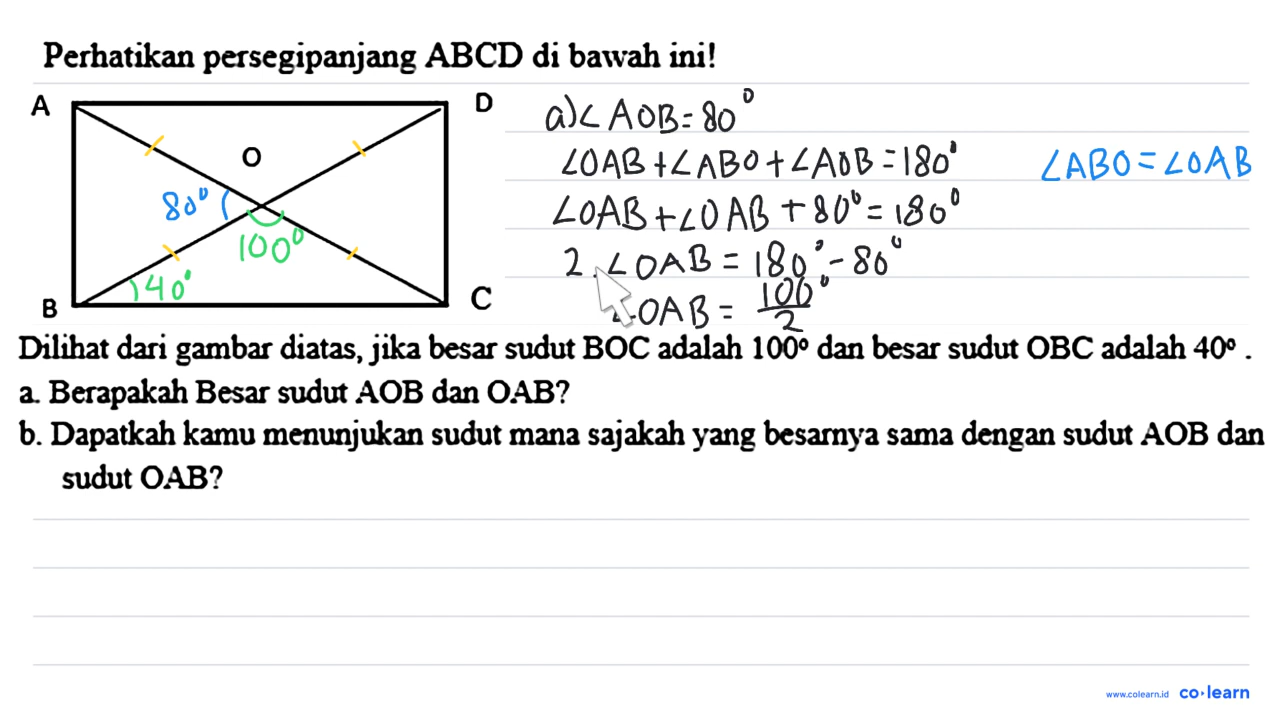 Perhatikan persegipanjang ABCD di bawah ini!
A
D
O
80°
100°
40°
B
C
a) ∠AOB = 80°
∠OAB + ∠ABO + ∠AOB = 180°
∠ABO = ∠OAB
∠OAB + ∠OAB + 80° = 180°
2.∠OAB = 180° - 80°
∠OAB = 100°/2
Dilihat dari gambar diatas, jika besar sudut BOC adalah 100° dan besar sudut OBC adalah 40° .
a. Berapakah Besar sudut AOB dan OAB?
b. Dapatkah kamu menunjukan sudut mana sajakah yang besarnya sama dengan sudut AOB dan
sudut OAB?
www.colearn.id co·learn